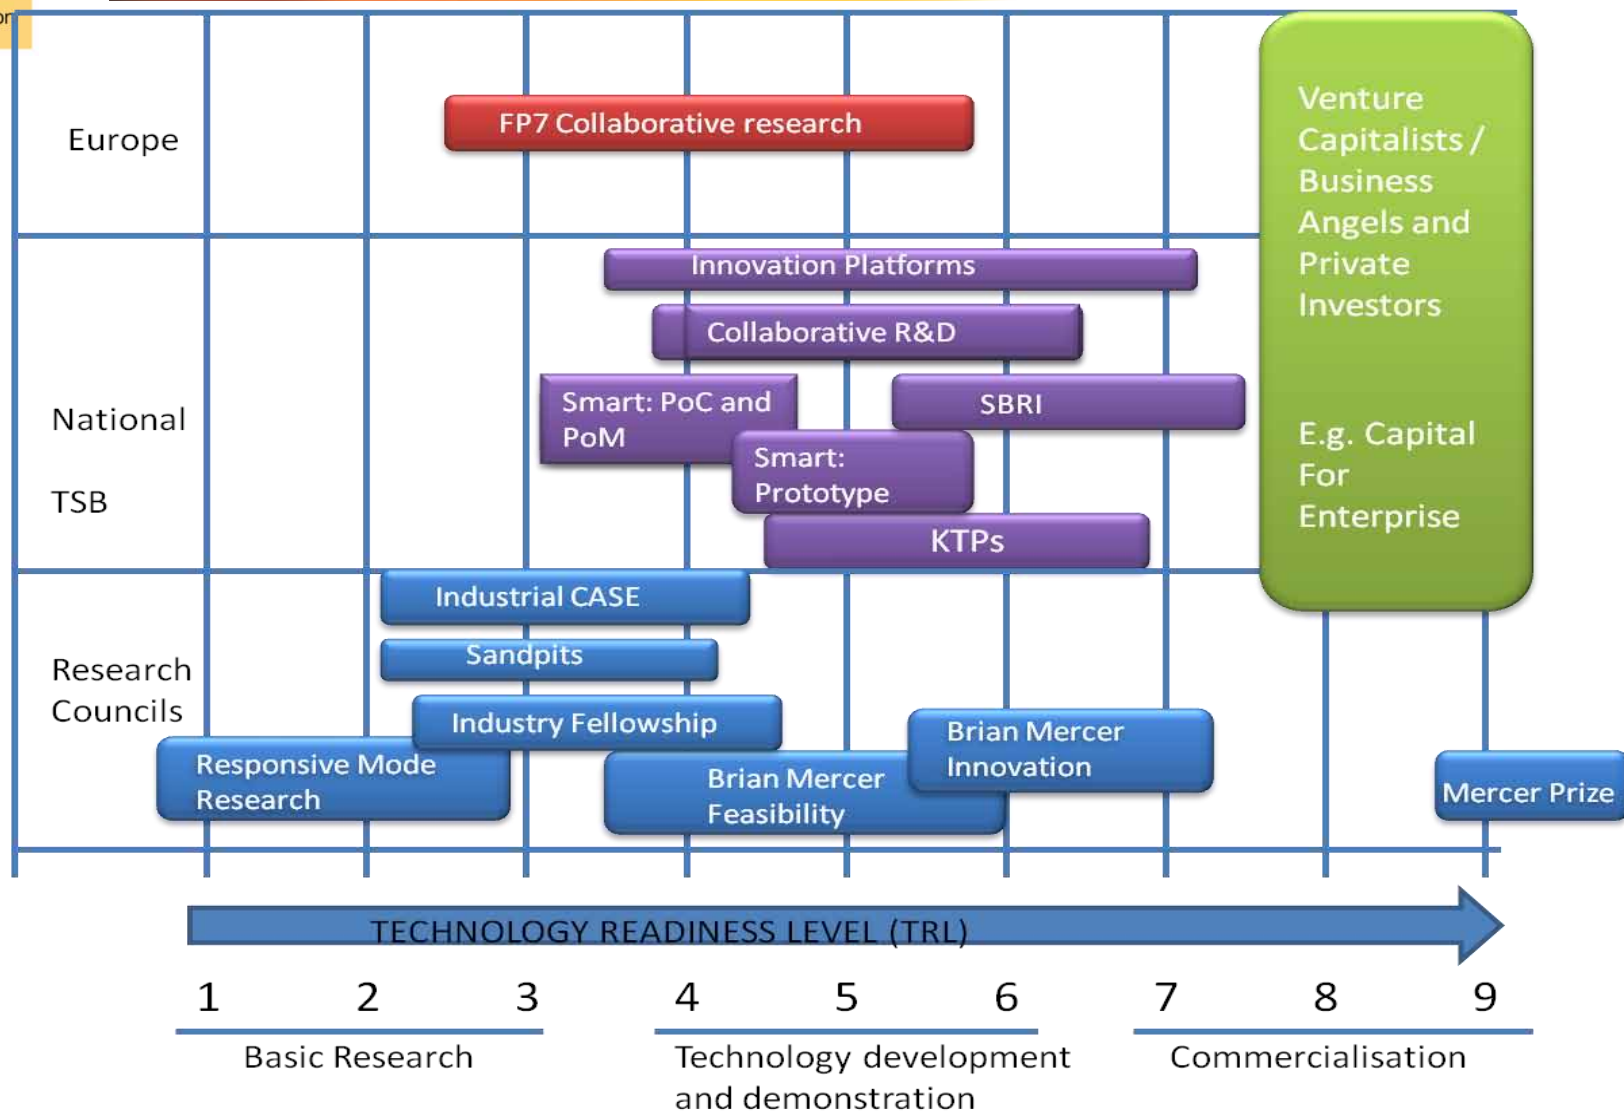 or
Europe
FP7 Collaborative research
Venture
Capitalists /
Business
Angels and
Private
Investors
E.g. Capital
For
Enterprise
National
TSB
Innovation Platforms
Collaborative R&D
Smart: PoC and
PoM
SBRI
Smart:
Prototype
KTPs
Research
Councils
Industrial CASE
Sandpits
Industry Fellowship
Responsive Mode
Research
Brian Mercer
Feasibility
Brian Mercer
Innovation
Mercer Prize
TECHNOLOGY READINESS LEVEL (TRL)
1 2 3 4 5 6 7 8 9
Basic Research
Technology development
and demonstration
Commercialisation